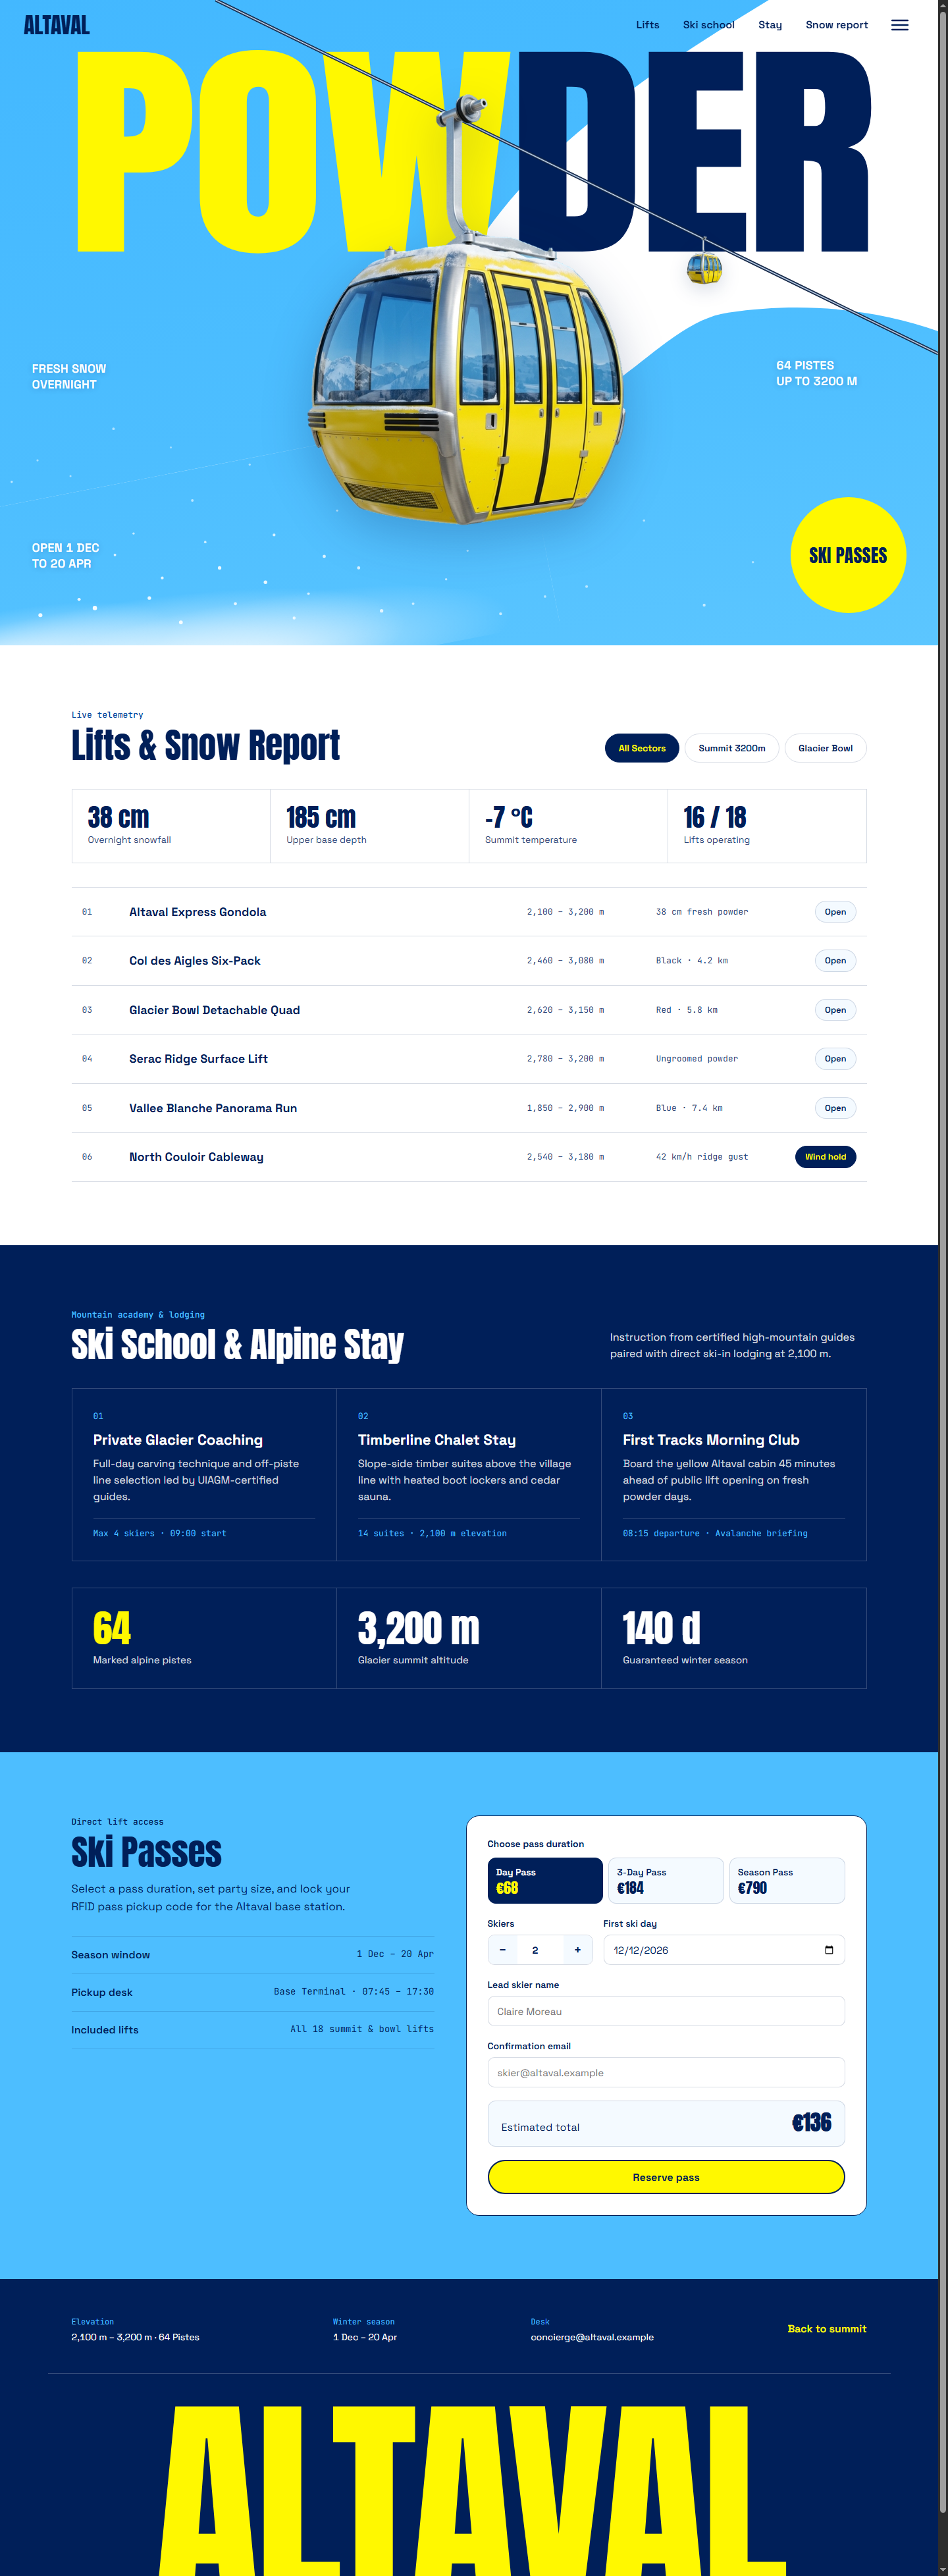 ALTAVAL
Lifts
Ski school
Stay
Snow report
POWDER
FRESH SNOW
OVERNIGHT
64 PISTES
UP TO 3200 M
OPEN 1 DEC
TO 20 APR
SKI PASSES
Live telemetry
Lifts & Snow Report
All Sectors
Summit 3200m
Glacier Bowl
38 cm
Overnight snowfall
185 cm
Upper base depth
-7 °C
Summit temperature
16 / 18
Lifts operating
01 Altaval Express Gondola 2,100 – 3,200 m 38 cm fresh powder Open
02 Col des Aigles Six-Pack 2,460 – 3,080 m Black · 4.2 km Open
03 Glacier Bowl Detachable Quad 2,620 – 3,150 m Red · 5.8 km Open
04 Serac Ridge Surface Lift 2,780 – 3,200 m Ungroomed powder Open
05 Vallee Blanche Panorama Run 1,850 – 2,900 m Blue · 7.4 km Open
06 North Couloir Cableway 2,540 – 3,180 m 42 km/h ridge gust Wind hold
Mountain academy & lodging
Ski School & Alpine Stay
Instruction from certified high-mountain guides
paired with direct ski-in lodging at 2,100 m.
01
Private Glacier Coaching
Full-day carving technique and off-piste
line selection led by UIAGM-certified
guides.
Max 4 skiers · 09:00 start
02
Timberline Chalet Stay
Slope-side timber suites above the village
line with heated boot lockers and cedar
sauna.
14 suites · 2,100 m elevation
03
First Tracks Morning Club
Board the yellow Altaval cabin 45 minutes
ahead of public lift opening on fresh
powder days.
08:15 departure · Avalanche briefing
64
Marked alpine pistes
3,200 m
Glacier summit altitude
140 d
Guaranteed winter season
Direct lift access
Ski Passes
Select a pass duration, set party size, and lock your
RFID pass pickup code for the Altaval base station.
Season window 1 Dec – 20 Apr
Pickup desk Base Terminal · 07:45 – 17:30
Included lifts All 18 summit & bowl lifts
Choose pass duration
Day Pass
€68
3-Day Pass
€184
Season Pass
€790
Skiers
− 2 +
First ski day
12/12/2026
Lead skier name
Claire Moreau
Confirmation email
skier@altaval.example
Estimated total €136
Reserve pass
Elevation
2,100 m – 3,200 m · 64 Pistes
Winter season
1 Dec – 20 Apr
Desk
concierge@altaval.example
Back to summit
ALTAVAL